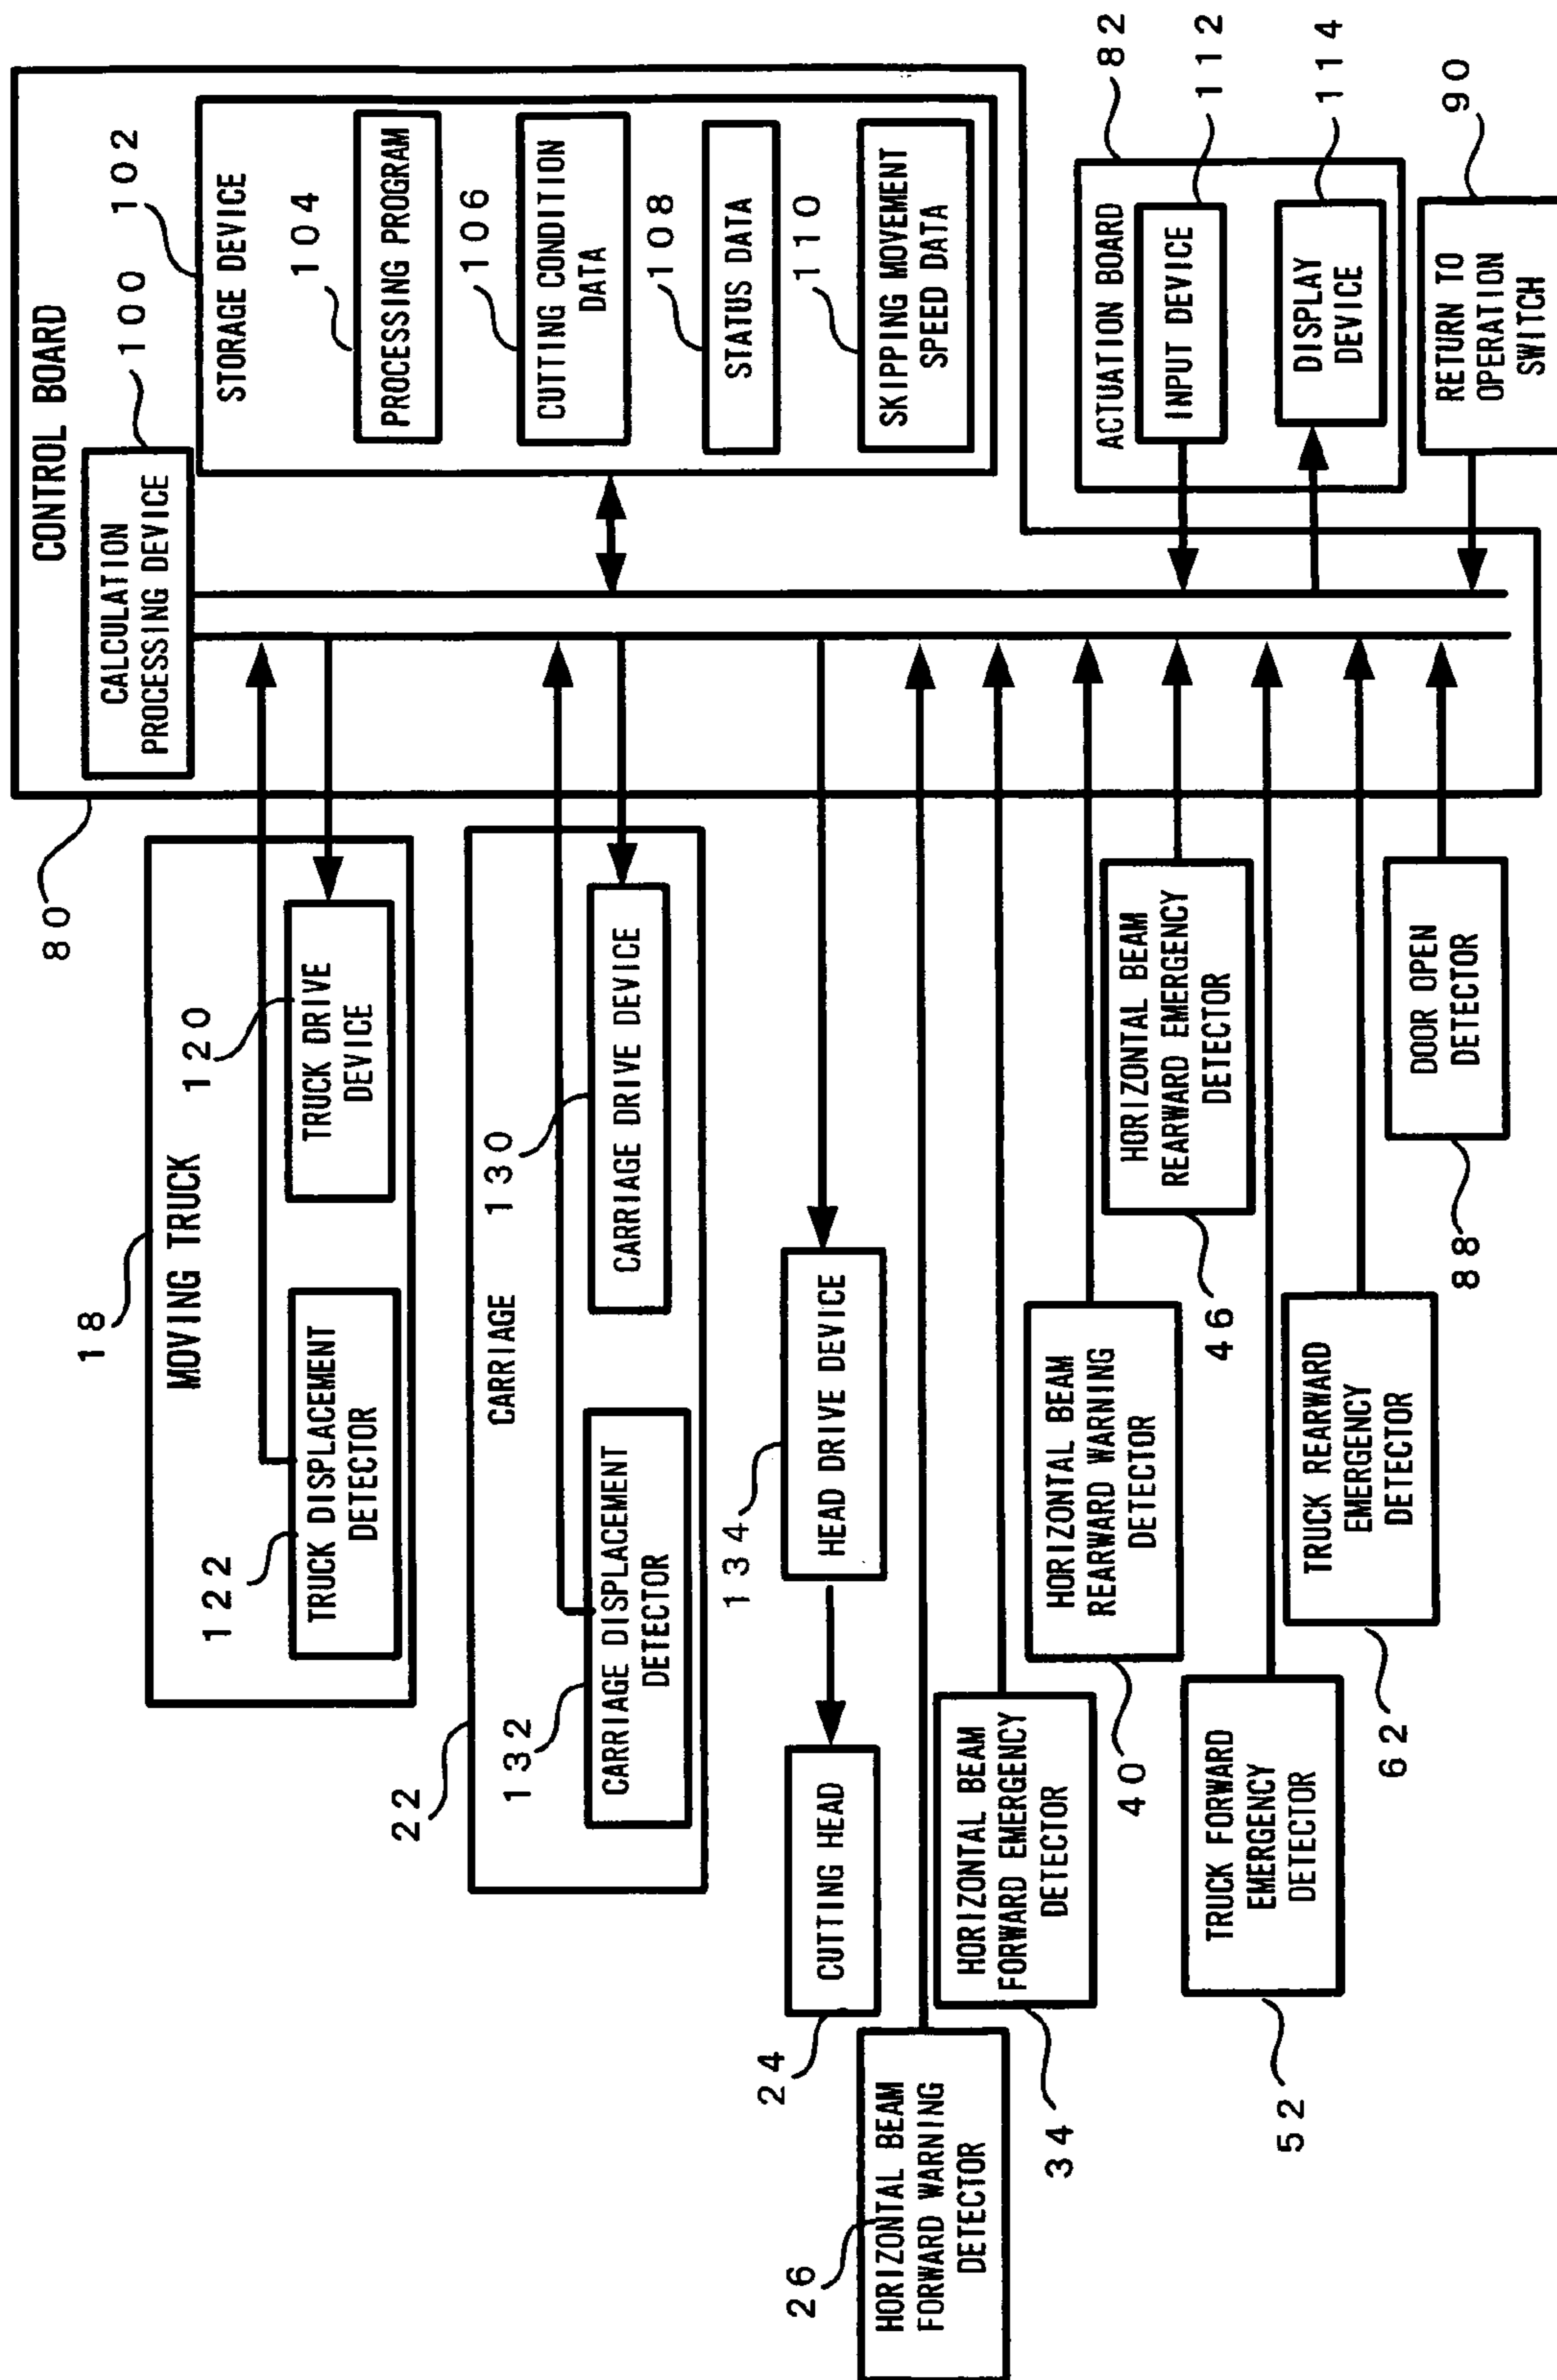 18
MOVING TRUCK
122
TRUCK DISPLACEMENT
DETECTOR
120
TRUCK DRIVE
DEVICE
80
CONTROL BOARD
CALCULATION
PROCESSING DEVICE
100
102
STORAGE DEVICE
104
PROCESSING PROGRAM
106
CUTTING CONDITION
DATA
108
STATUS DATA
110
SKIPPING MOVEMENT
SPEED DATA
22
CARRIAGE
132
CARRIAGE DISPLACEMENT
DETECTOR
130
CARRIAGE DRIVE DEVICE
24
CUTTING HEAD
134
HEAD DRIVE DEVICE
26
HORIZONTAL BEAM
FORWARD WARNING
DETECTOR
HORIZONTAL BEAM
FORWARD EMERGENCY
DETECTOR
34
HORIZONTAL BEAM
REARWARD WARNING
DETECTOR
40
HORIZONTAL BEAM
REARWARD EMERGENCY
DETECTOR
46
ACTUATION BOARD
82
INPUT DEVICE
112
DISPLAY
DEVICE
114
TRUCK FORWARD
EMERGENCY
DETECTOR
52
TRUCK REARWARD
EMERGENCY
DETECTOR
62
DOOR OPEN
DETECTOR
88
RETURN TO
OPERATION
SWITCH
90